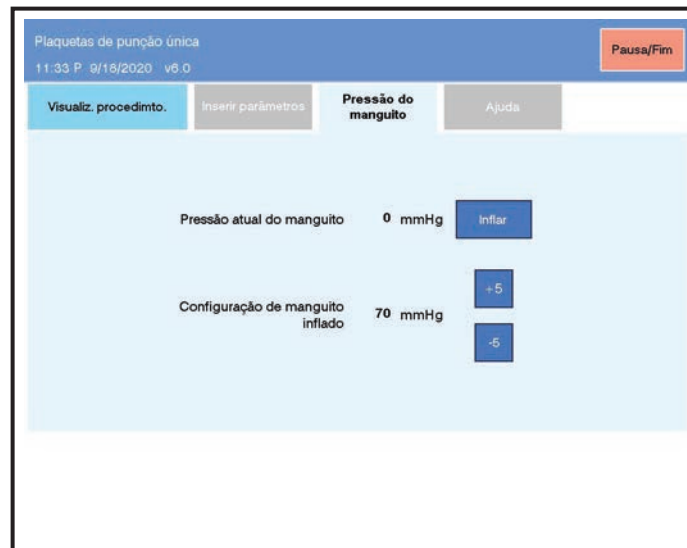 Plaquetas de punção única
11:33 P 9/16/2020 v6.0
Pausa/Fim
Visualiz. procedimto.
Inserir parâmetros
Pressão do
manguito
Ajuda
Pressão atual do manguito 0 mmHg Inflar
+5
Configuração de manguito
inflado
70 mmHg
-5